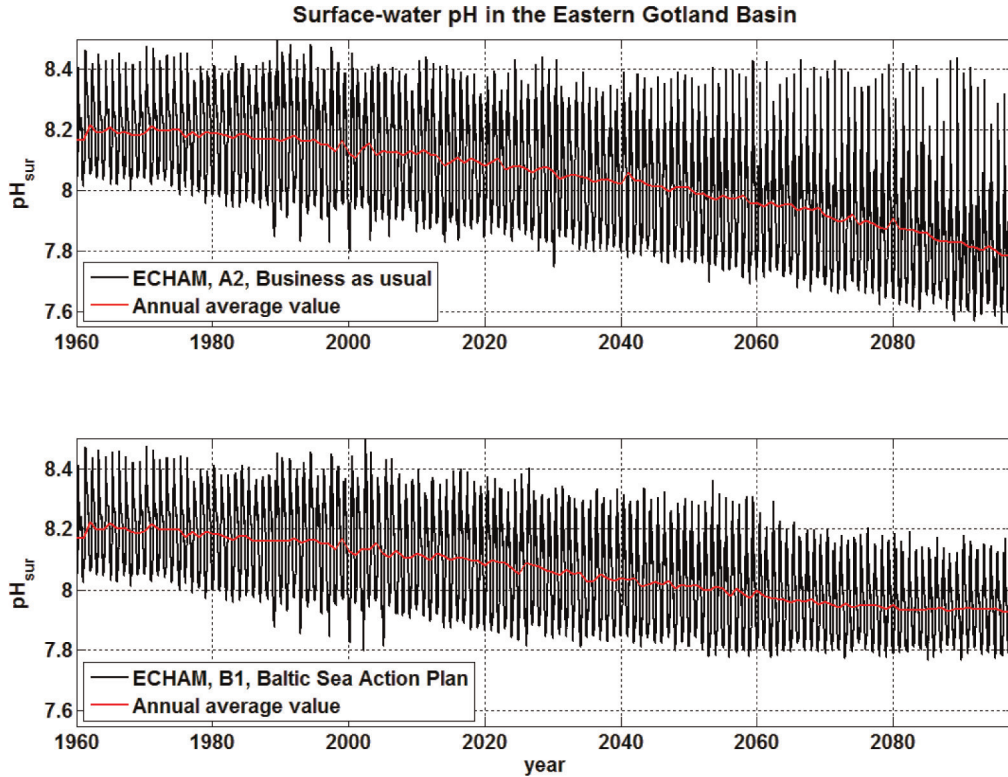 Surface-water pH in the Eastern Gotland Basin
8.4
8.2
8
7.8
7.6
pHsur
ECHAM, A2, Business as usual
Annual average value
1960 1980 2000 2020 2040 2060 2080
8.4
8.2
8
7.8
7.6
pHsur
ECHAM, B1, Baltic Sea Action Plan
Annual average value
1960 1980 2000 2020 2040 2060 2080
year